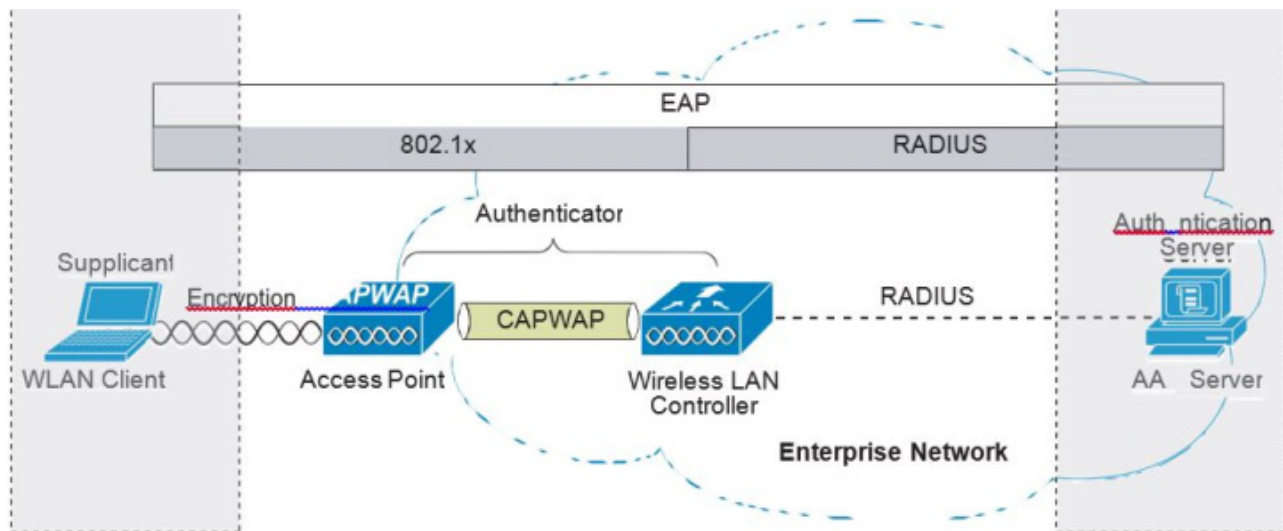 EAP
802.1x
RADIUS
Authenticator
Auth ntication
Server
Supplicant
Encryption
APWAP
CAPWAP
RADIUS
WLAN Client
Access Point
Wireless LAN
Controller
AA Server
Enterprise Network